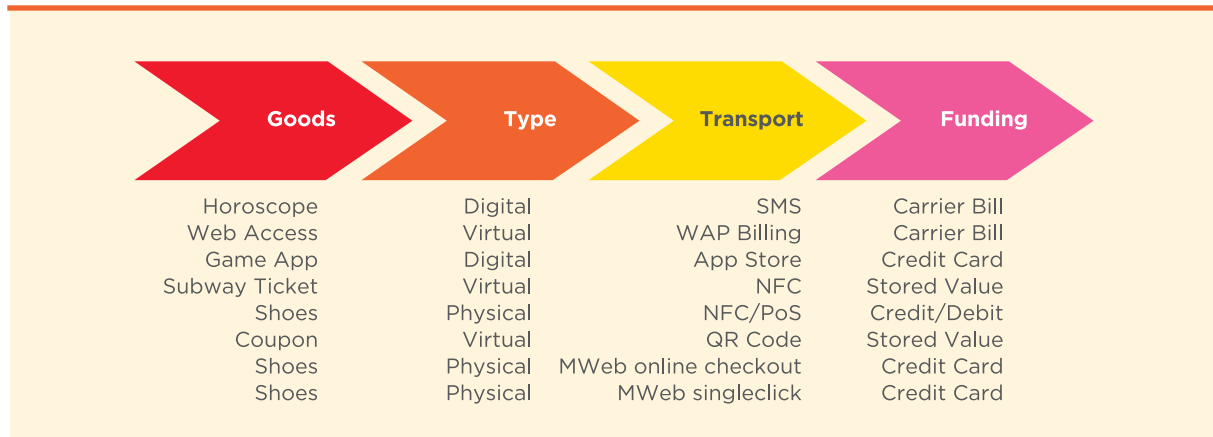 Goods Type Transport Funding
Horoscope Digital SMS Carrier Bill
Web Access Virtual WAP Billing Carrier Bill
Game App Digital App Store Credit Card
Subway Ticket Virtual NFC Stored Value
Shoes Physical NFC/PoS Credit/Debit
Coupon Virtual QR Code Stored Value
Shoes Physical MWeb online checkout Credit Card
Shoes Physical MWeb singleclick Credit Card